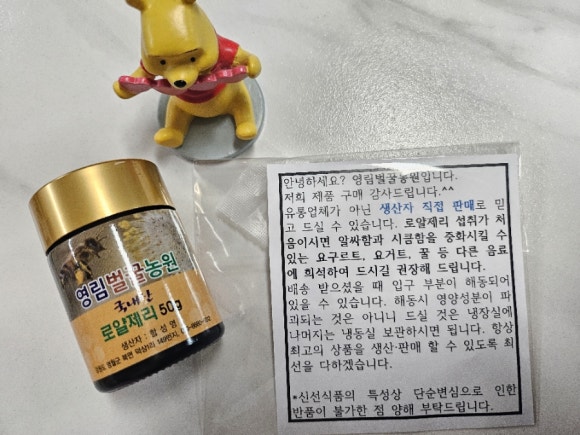 영림벌꿀농원
국내산
로얄제리 50g
생산자 : 함 성 명
안녕하세요? 영림벌꿀농원입니다.
저희 제품 구매 감사드립니다.^^
유통업체가 아닌 생산자 직접 판매로 믿
고 드실 수 있습니다. 로얄제리 섭취가 처
음이시면 알싸함과 시큼함을 중화시킬 수
있는 요구르트, 요거트, 꿀 등 다른 음료
에 희석하여 드시길 권장해 드립니다.
배송 받으셨을 때 입구 부분이 해동되어
있을 수 있습니다. 해동시 영양성분이 파
괴되는 것은 아니니 드실 것은 냉장실에
나머지는 냉동실 보관하시면 됩니다. 항상
최고의 상품을 생산·판매 할 수 있도록 최
선을 다하겠습니다.
*신선식품의 특성상 단순변심으로 인한
반품이 불가한 점 양해 부탁드립니다.